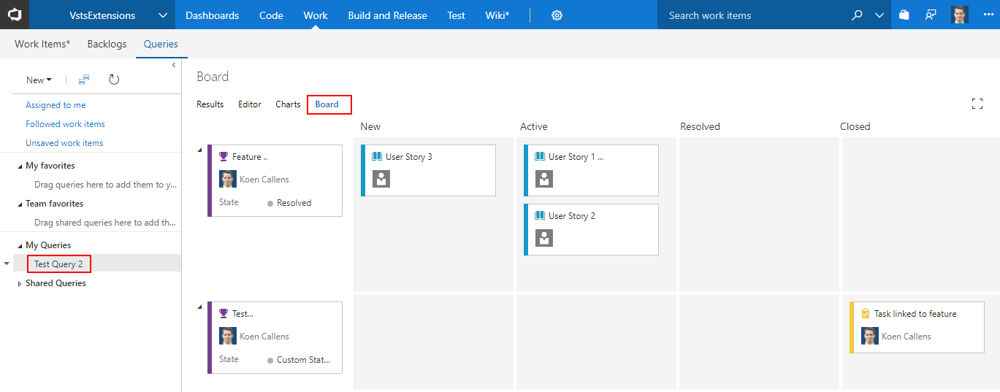 VstsExtensions Dashboards Code Work Build and Release Test Wiki* Search work items
Work Items* Backlogs Queries
New
Assigned to me
Followed work items
Unsaved work items
My favorites
Drag queries here to add them to y...
Team favorites
Drag shared queries here to add th...
My Queries
Test Query 2
Shared Queries
Board
Results Editor Charts Board
New Active Resolved Closed
Feature ..
Koen Callens
State Resolved
User Story 3
User Story 1 ...
User Story 2
Test...
Koen Callens
State Custom Stat...
Task linked to feature
Koen Callens